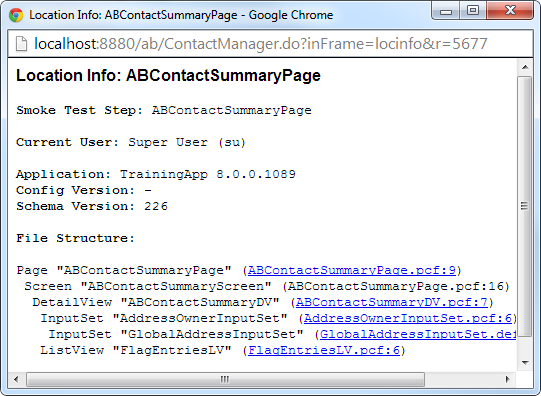 Location Info: ABContactSummaryPage - Google Chrome
localhost:8880/ab/ContactManager.do?inFrame=locinfo&r=5677
Location Info: ABContactSummaryPage
Smoke Test Step: ABContactSummaryPage
Current User: Super User (su)
Application: TrainingApp 8.0.0.1089
Config Version: -
Schema Version: 226
File Structure:
Page "ABContactSummaryPage" (ABContactSummaryPage.pcf:9)
Screen "ABContactSummaryScreen" (ABContactSummaryPage.pcf:16)
DetailView "ABContactSummaryDV" (ABContactSummaryDV.pcf:7)
InputSet "AddressOwnerInputSet" (AddressOwnerInputSet.pcf:6)
InputSet "GlobalAddressInputSet" (GlobalAddressInputSet.def
ListView "FlagEntriesLV" (FlagEntriesLV.pcf:6)